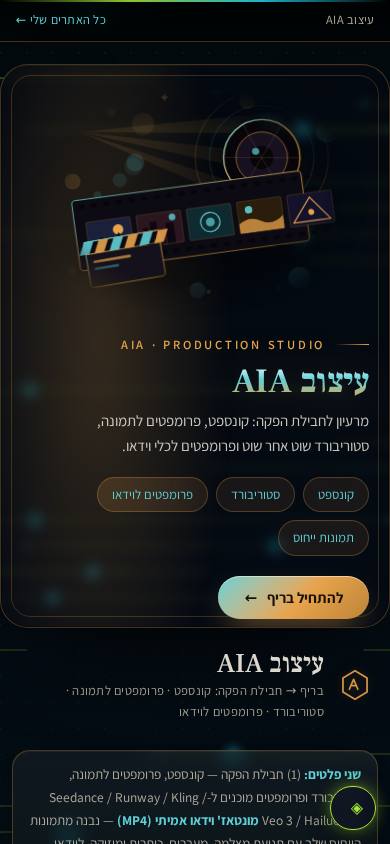 עיצוב AIA
כל האתרים שלי ←
AIA · PRODUCTION STUDIO
עיצוב AIA
מרעיון לחבילת הפקה: קונספט, פרומפטים לתמונה,
סטוריבורד שוט אחר שוט ופרומפטים לכלי וידאו.
קונספט
סטוריבורד
פרומפטים לוידאו
תמונות ייחוס
להתחיל בריף ←
עיצוב AIA
בריף → חבילת הפקה: קונספט · פרומפטים לתמונה ·
סטוריבורד · פרומפטים לוידאו
שני פלטים: (1) חבילת הפקה — קונספט, פרומפטים לתמונה,
ורד ופרומפטים מוכנים ל-Seedance / Runway / Kling /
Veo 3 / Hailu מונטאז' וידאו אמיתי (MP4) — נבנה מתמונות